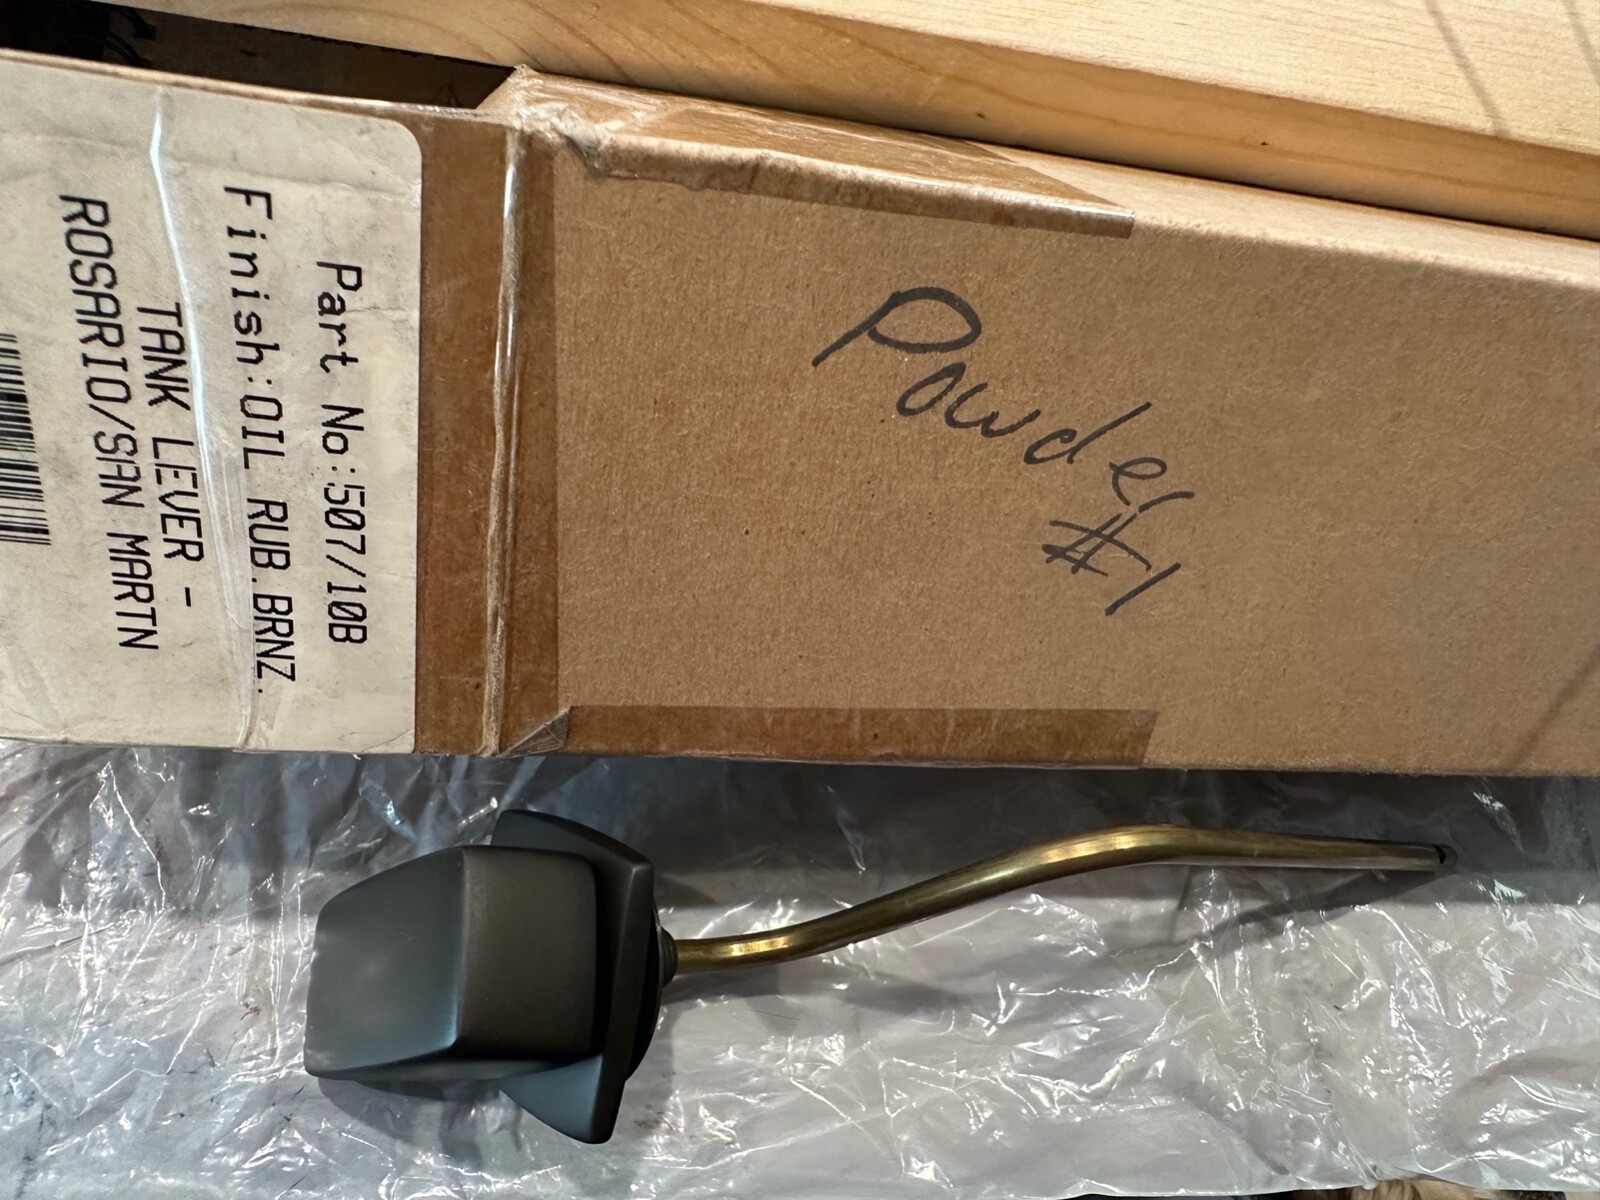 Part No:507/10B
Finish:OIL RUB.BRNZ.
TANK LEVER -
ROSARIO/SAN MARTN
Powder
#1